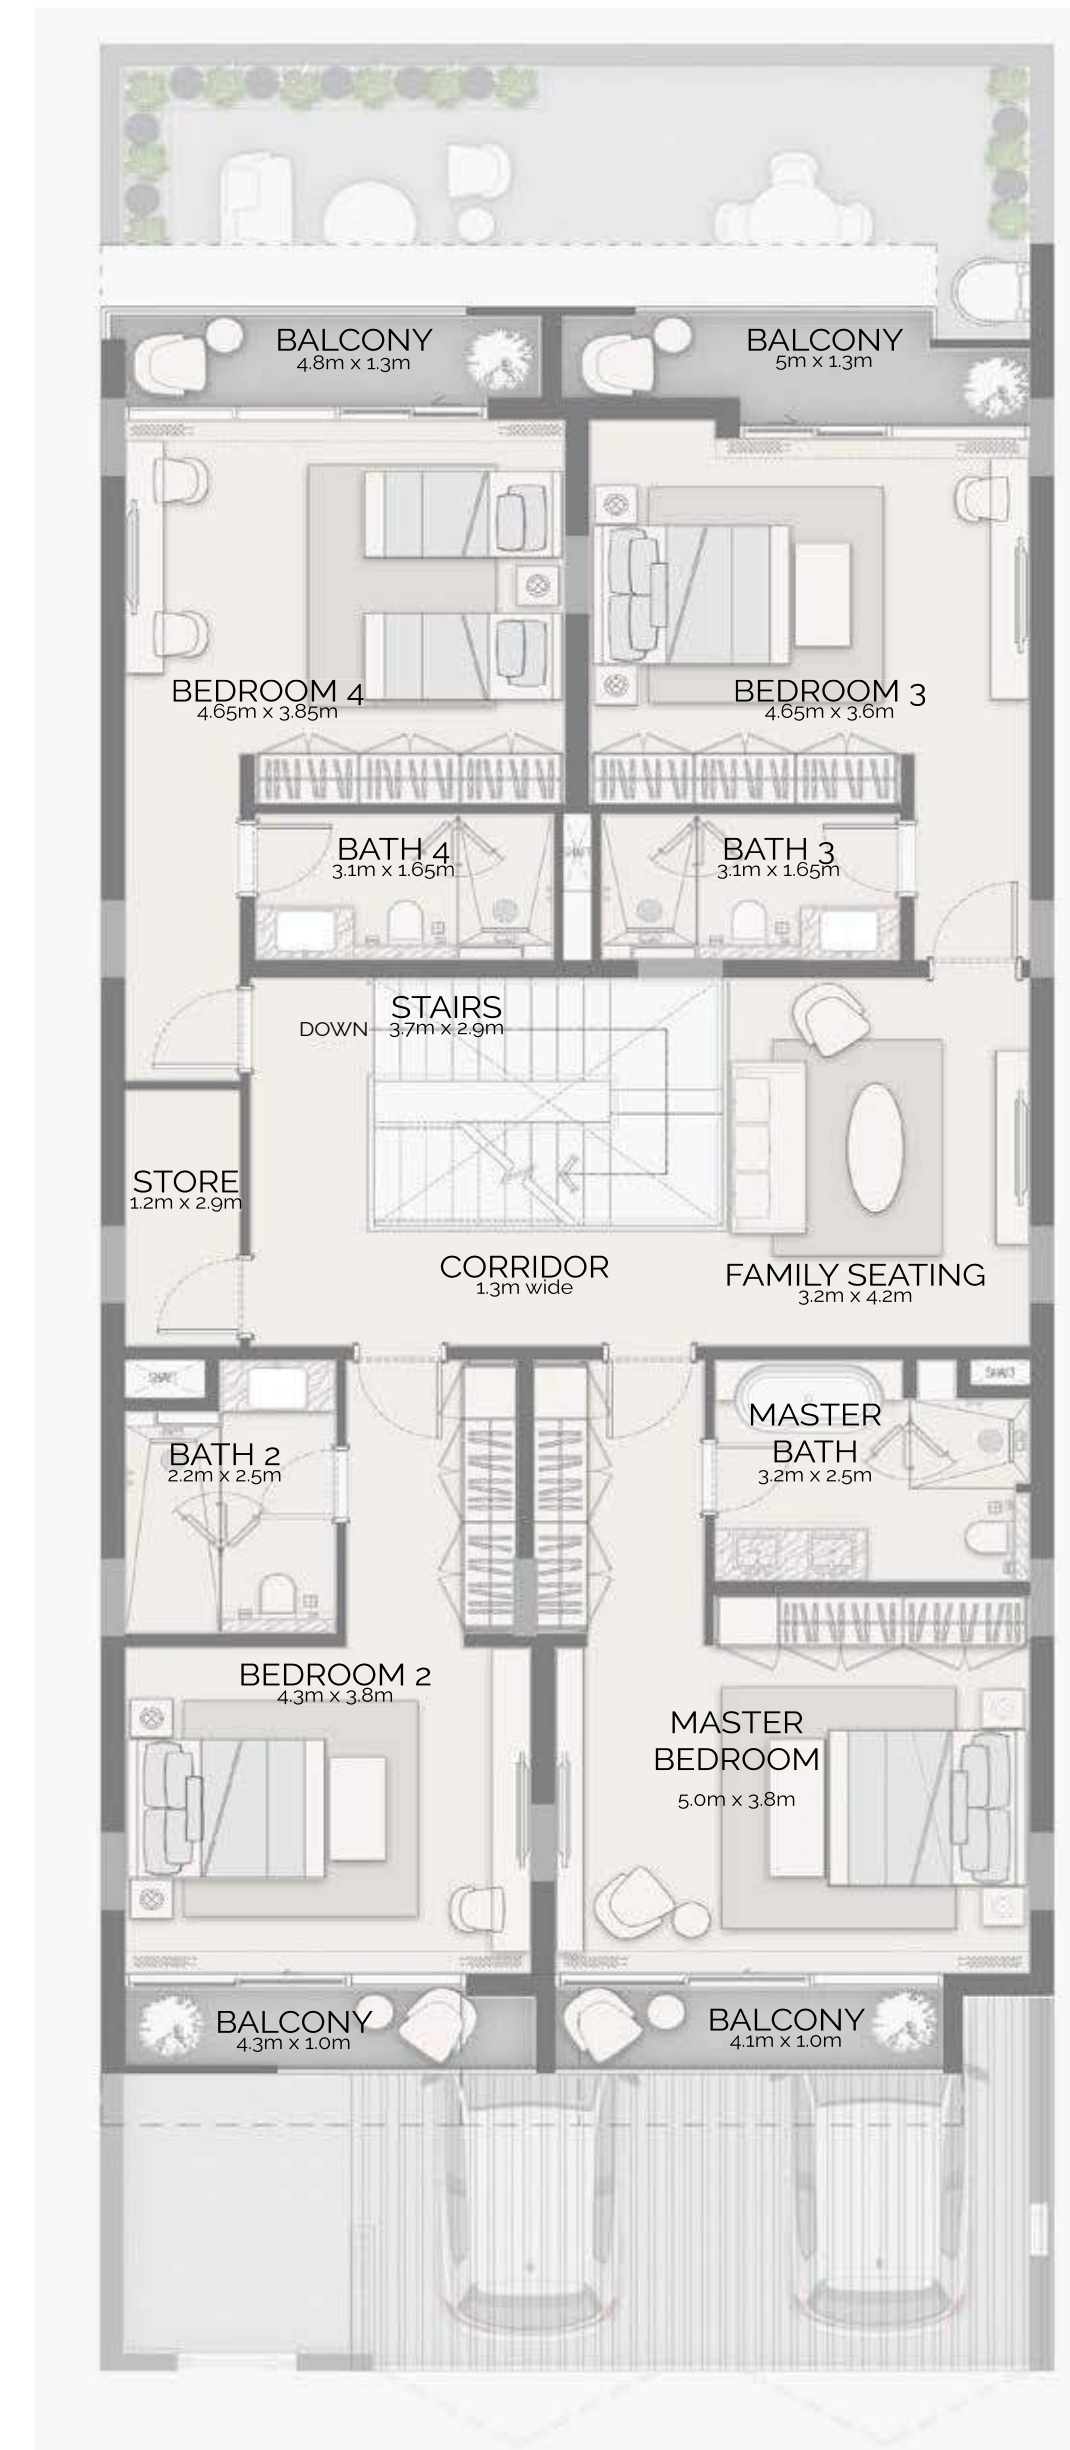 BALCONY
4.8m x 1.3m
BALCONY
5m x 1.3m
BEDROOM 4
4.65m x 3.85m
BEDROOM 3
4.65m x 3.6m
BATH 4
3.1m x 1.65m
SHAFT
BATH 3
3.1m x 1.65m
STAIRS
DOWN 3.7m x 2.9m
STORE
1.2m x 2.9m
CORRIDOR
1.3m wide
FAMILY SEATING
3.2m x 4.2m
SHAFT
SHAFT
BATH 2
2.2m x 2.5m
MASTER
BATH
3.2m x 2.5m
BEDROOM 2
4.3m x 3.8m
MASTER
BEDROOM
5.0m x 3.8m
BALCONY
4.3m x 1.0m
BALCONY
4.1m x 1.0m